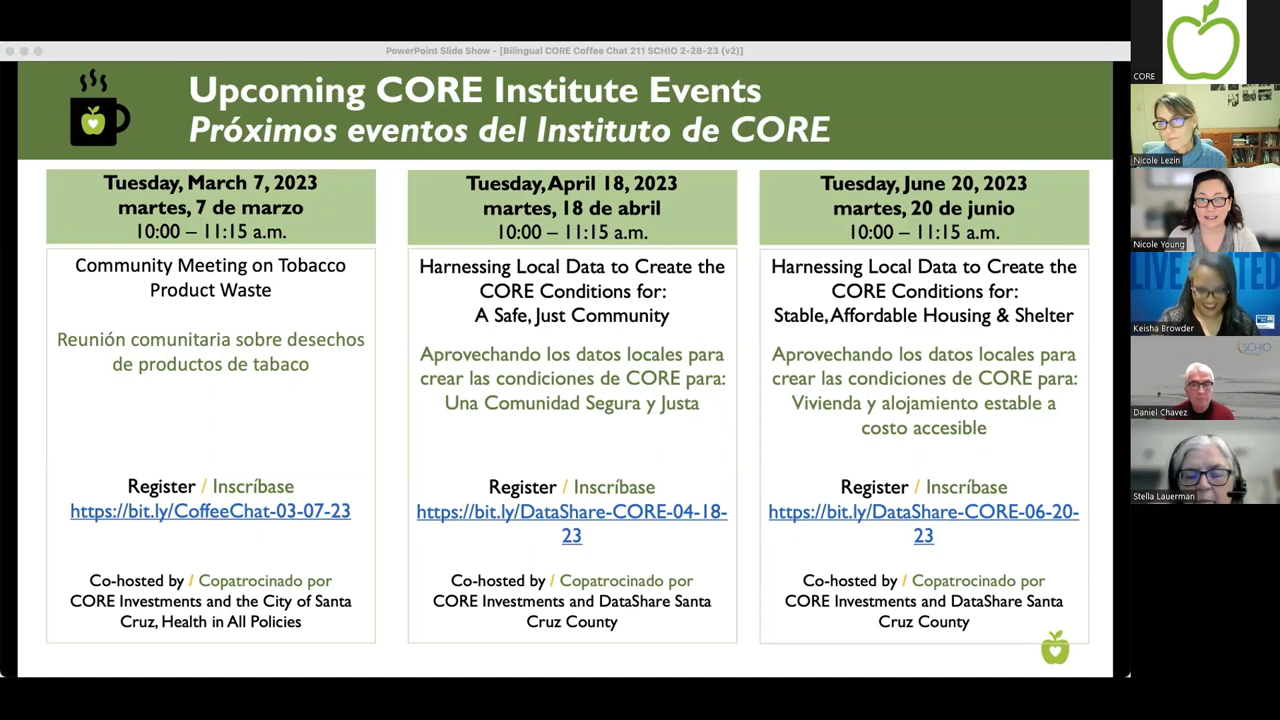 PowerPoint Slide Show - [Bilingual CORE Coffee Chat 211 SCHIO 2-28-23 (v2)]
Upcoming CORE Institute Events
Próximos eventos del Instituto de CORE
Tuesday, March 7, 2023
martes, 7 de marzo
10:00 – 11:15 a.m.
Community Meeting on Tobacco
Product Waste
Reunión comunitaria sobre desechos
de productos de tabaco
Register / Inscríbase
https://bit.ly/CoffeeChat-03-07-23
Co-hosted by / Copatrocinado por
CORE Investments and the City of Santa
Cruz, Health in All Policies
Tuesday, April 18, 2023
martes, 18 de abril
10:00 – 11:15 a.m.
Harnessing Local Data to Create the
CORE Conditions for:
A Safe, Just Community
Aprovechando los datos locales para
crear las condiciones de CORE para:
Una Comunidad Segura y Justa
Register / Inscríbase
https://bit.ly/DataShare-CORE-04-18-
23
Co-hosted by / Copatrocinado por
CORE Investments and DataShare Santa
Cruz County
Tuesday, June 20, 2023
martes, 20 de junio
10:00 – 11:15 a.m.
Harnessing Local Data to Create the
CORE Conditions for:
Stable, Affordable Housing & Shelter
Aprovechando los datos locales para
crear las condiciones de CORE para:
Vivienda y alojamiento estable a
costo accesible
Register / Inscríbase
https://bit.ly/DataShare-CORE-06-20-
23
Co-hosted by / Copatrocinado por
CORE Investments and DataShare Santa
Cruz County
CORE
Nicole Lezin
Nicole Young
LIVE UNITED
Keisha Browder
SCHIO
Daniel Chavez
Stella Lauerman